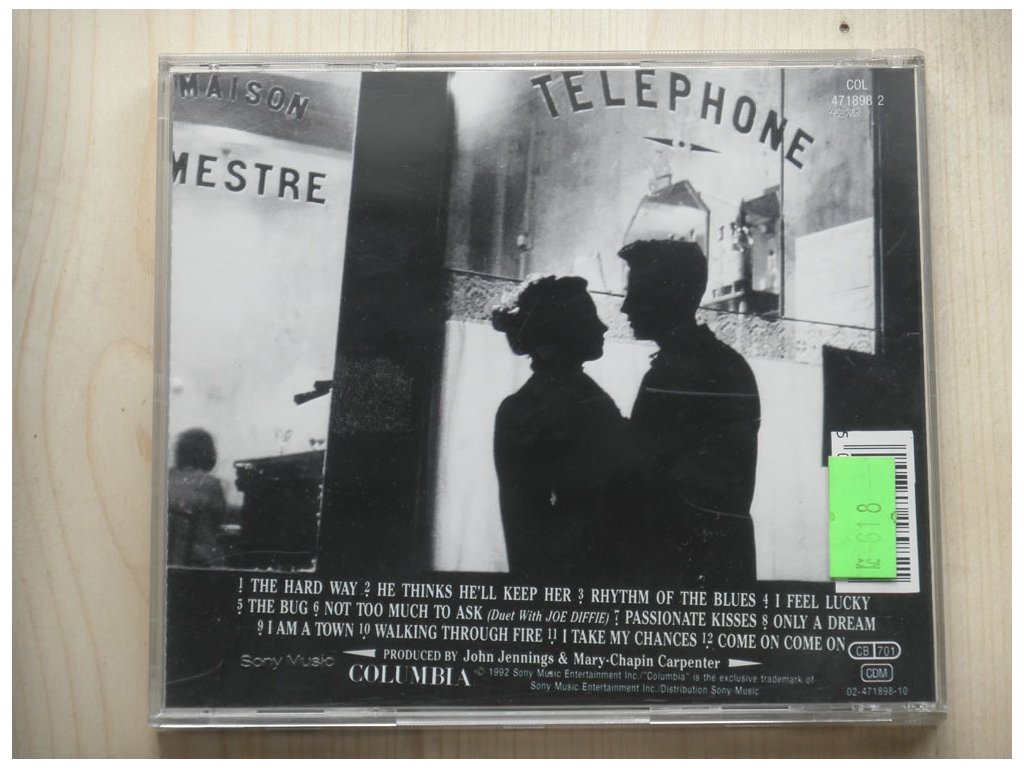 MAISON
MESTRE
TELEPHONE
COL
471898 2
1 THE HARD WAY 2 HE THINKS HE'LL KEEP HER 3 RHYTHM OF THE BLUES 4 I FEEL LUCKY
5 THE BUG 6 NOT TOO MUCH TO ASK (Duet With JOE DIFFIE) 7 PASSIONATE KISSES 8 ONLY A DREAM
9 I AM A TOWN 10 WALKING THROUGH FIRE 11 I TAKE MY CHANCES 12 COME ON COME ON
PRODUCED BY John Jennings & Mary-Chapin Carpenter
Sony Music
COLUMBIA
© 1992 Sony Music Entertainment Inc./"Columbia" is the exclusive trademark of
Sony Music Entertainment Inc./Distribution Sony Music
CB 701
CDM
02-471898-10
Kč 618 --